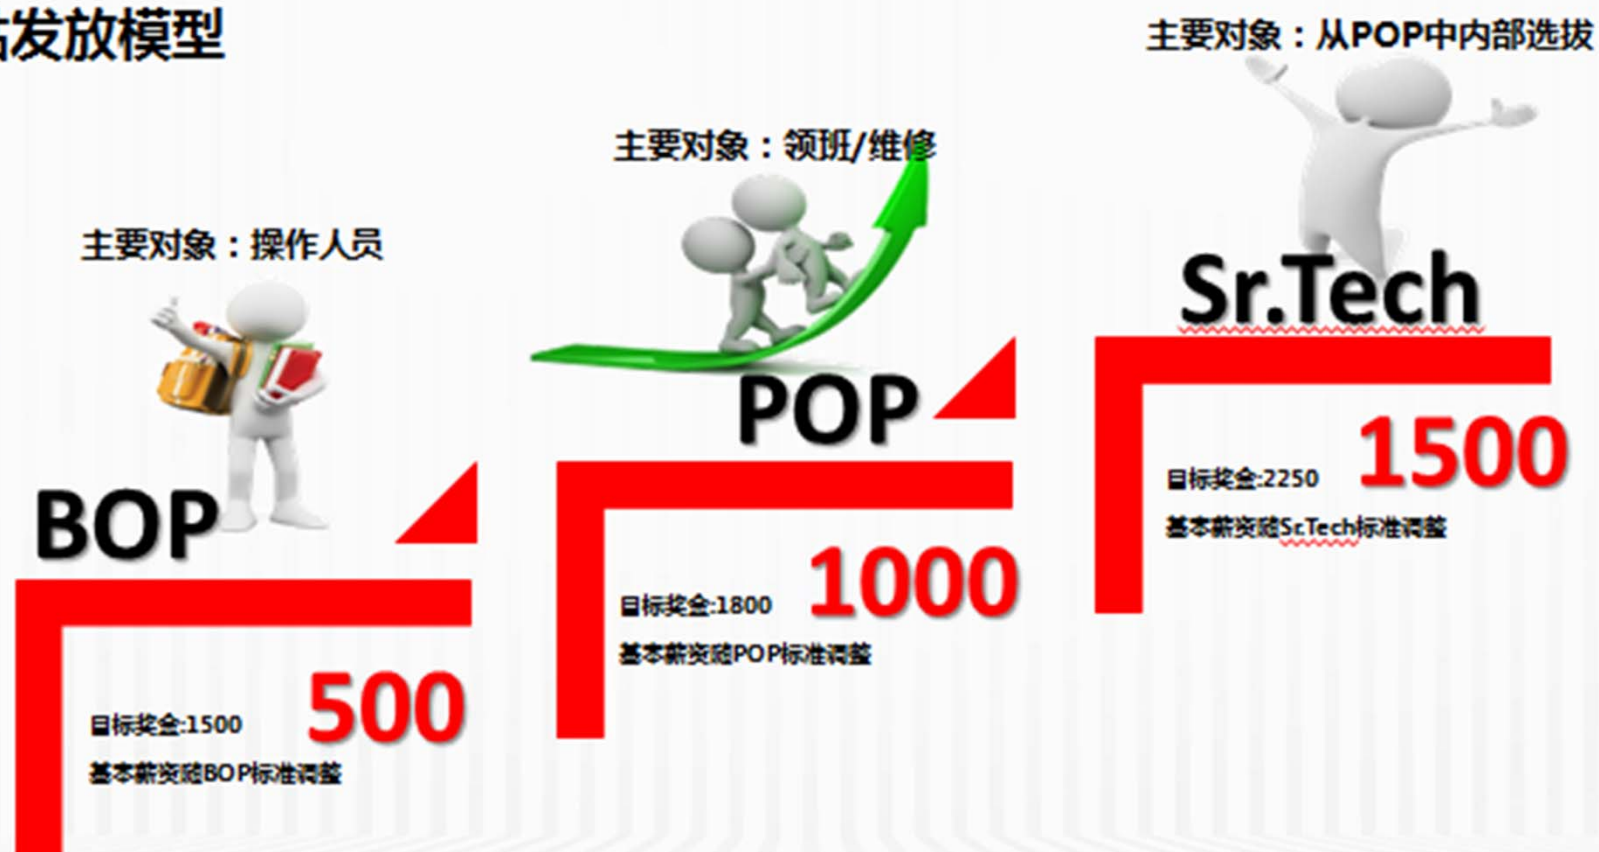 发放模型
主要对象：从POP中内部选拔
主要对象：领班/维修
主要对象：操作人员
Sr.Tech
POP
BOP
1500
目标奖金:2250
基本薪资随Sr.Tech标准调整
1000
目标奖金:1800
基本薪资随POP标准调整
500
目标奖金:1500
基本薪资随BOP标准调整